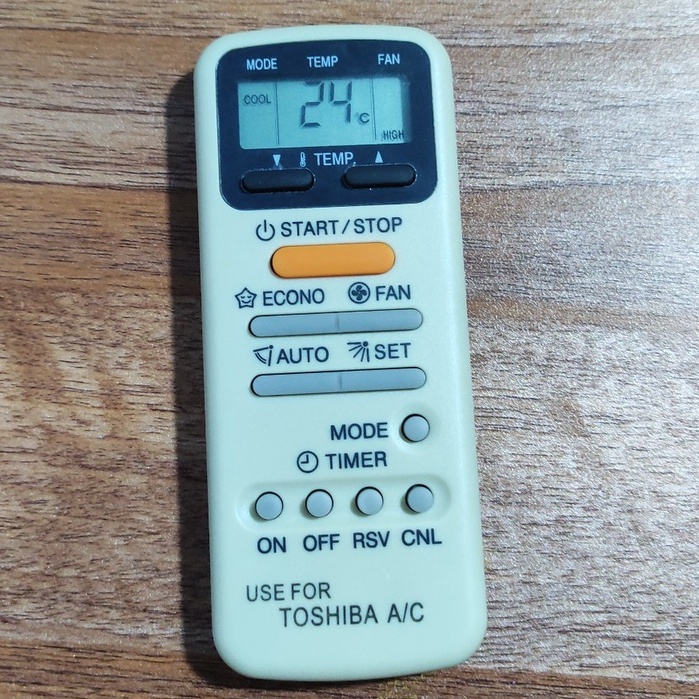 MODE TEMP FAN
COOL 24 °C HIGH
▼ TEMP. ▲
START/STOP
ECONO FAN
AUTO SET
MODE
TIMER
ON OFF RSV CNL
USE FOR
TOSHIBA A/C